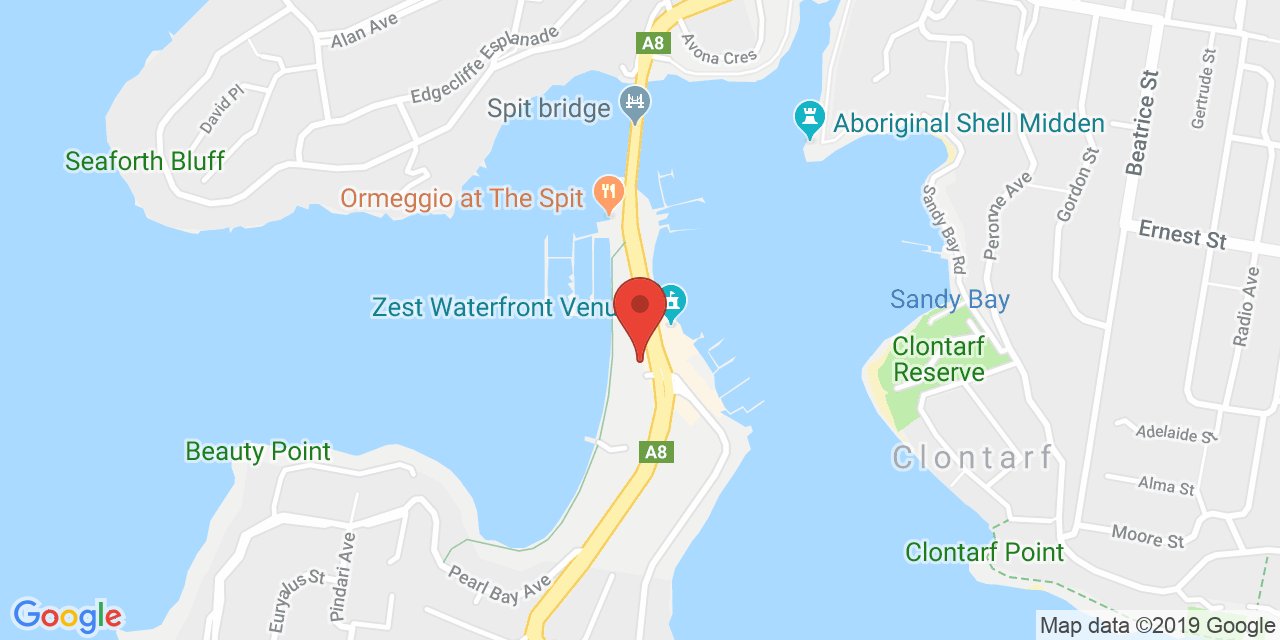 Alan Ave
A8
Avona Cres
Edgecliffe Esplanade
David Pl
Spit bridge
Aboriginal Shell Midden
Beatrice St
Gertrude St
Seaforth Bluff
Ormeggio at The Spit
Gordon St
Peronne Ave
Sandy Bay Rd
Ernest St
Zest Waterfront Venu
Sandy Bay
Radio Ave
Clontarf
Reserve
Beauty Point
A8
Adelaide St
Clontarf
Alma St
Moore St
Clontarf Point
Pearl Bay Ave
Pindari Ave
Euryalus St
Google
Map data ©2019 Google